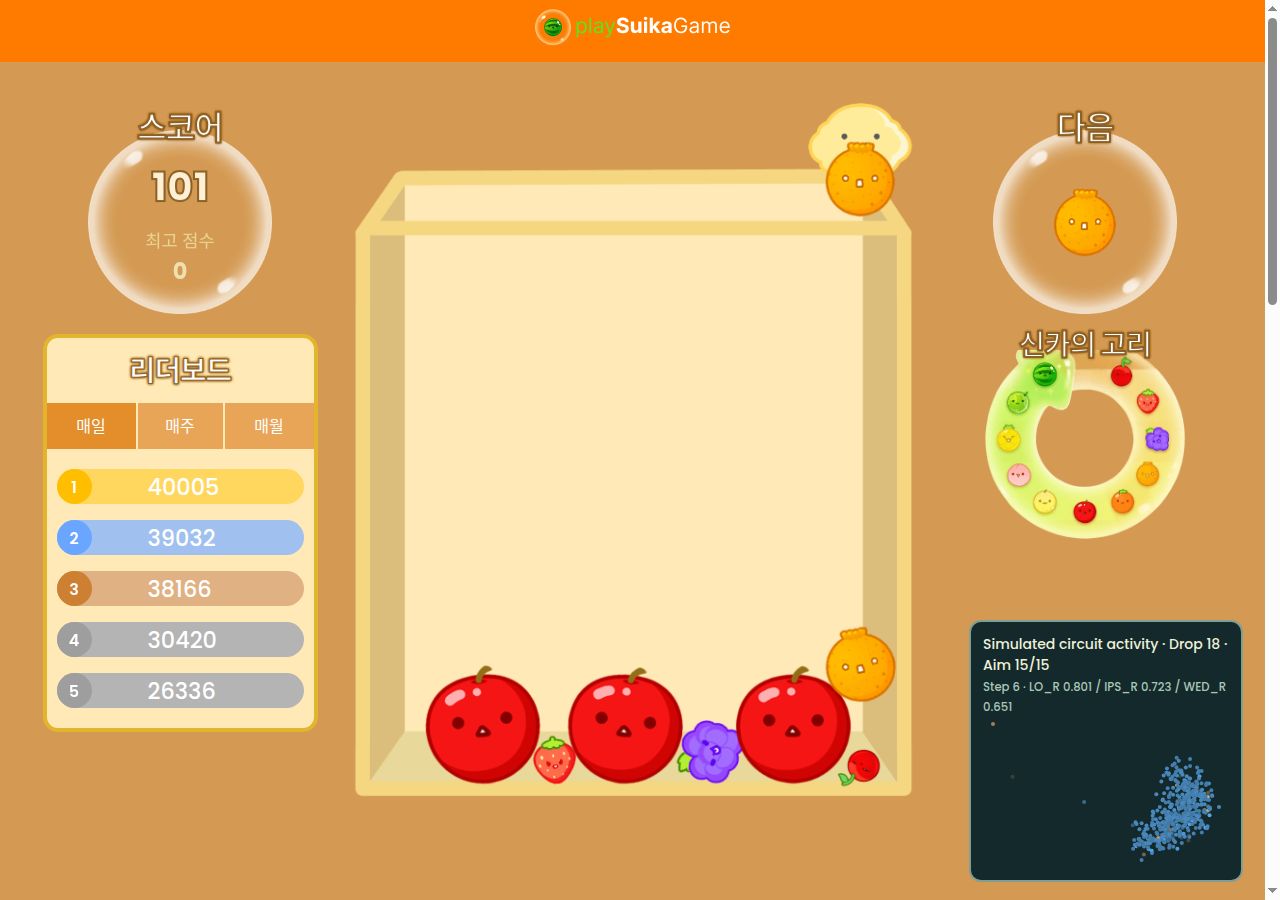 playSuikaGame
스코어
101
최고 점수
0
리더보드
매일 매주 매월
1 40005
2 39032
3 38166
4 30420
5 26336
다음
신카의 고리
Simulated circuit activity · Drop 18 ·
Aim 15/15
Step 6 · LO_R 0.801 / IPS_R 0.723 / WED_R
0.651